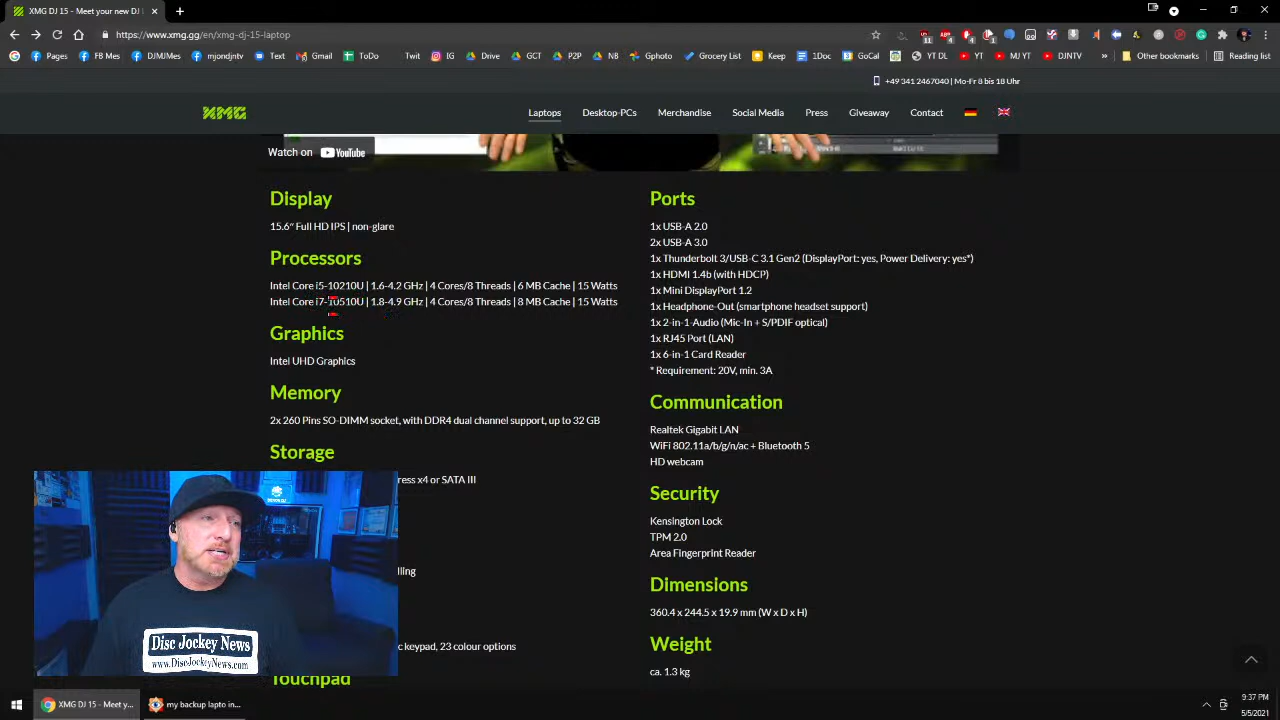 XMG DJ 15 - Meet your new DJ L
https://www.xmg.gg/en/xmg-dj-15-laptop
Pages
FB Mes
DJMJMes
mjondjntv
Text
Gmail
ToDo
Twit
IG
Drive
GCT
P2P
NB
Gphoto
Grocery List
Keep
1Doc
GoCal
YT DL
YT
MJ YT
DJNTV
Other bookmarks
Reading list
+49 341 2467040 | Mo-Fr 8 bis 18 Uhr
XMG
Laptops
Desktop-PCs
Merchandise
Social Media
Press
Giveaway
Contact
Watch on YouTube
Display
15.6" Full HD IPS | non-glare
Processors
Intel Core i5-10210U | 1.6-4.2 GHz | 4 Cores/8 Threads | 6 MB Cache | 15 Watts
Intel Core i7-10510U | 1.8-4.9 GHz | 4 Cores/8 Threads | 8 MB Cache | 15 Watts
Graphics
Intel UHD Graphics
Memory
2x 260 Pins SO-DIMM socket, with DDR4 dual channel support, up to 32 GB
Storage
ress x4 or SATA III
lling
c keypad, 23 colour options
Touchpad
Ports
1x USB-A 2.0
2x USB-A 3.0
1x Thunderbolt 3/USB-C 3.1 Gen2 (DisplayPort: yes, Power Delivery: yes*)
1x HDMI 1.4b (with HDCP)
1x Mini DisplayPort 1.2
1x Headphone-Out (smartphone headset support)
1x 2-in-1-Audio (Mic-In + S/PDIF optical)
1x RJ45 Port (LAN)
1x 6-in-1 Card Reader
* Requirement: 20V, min. 3A
Communication
Realtek Gigabit LAN
WiFi 802.11a/b/g/n/ac + Bluetooth 5
HD webcam
Security
Kensington Lock
TPM 2.0
Area Fingerprint Reader
Dimensions
360.4 x 244.5 x 19.9 mm (W x D x H)
Weight
ca. 1.3 kg
Disc Jockey News
www.DiscJockeyNews.com
XMG DJ 15 - Meet y...
my backup lapto in...
9:37 PM
5/5/2021